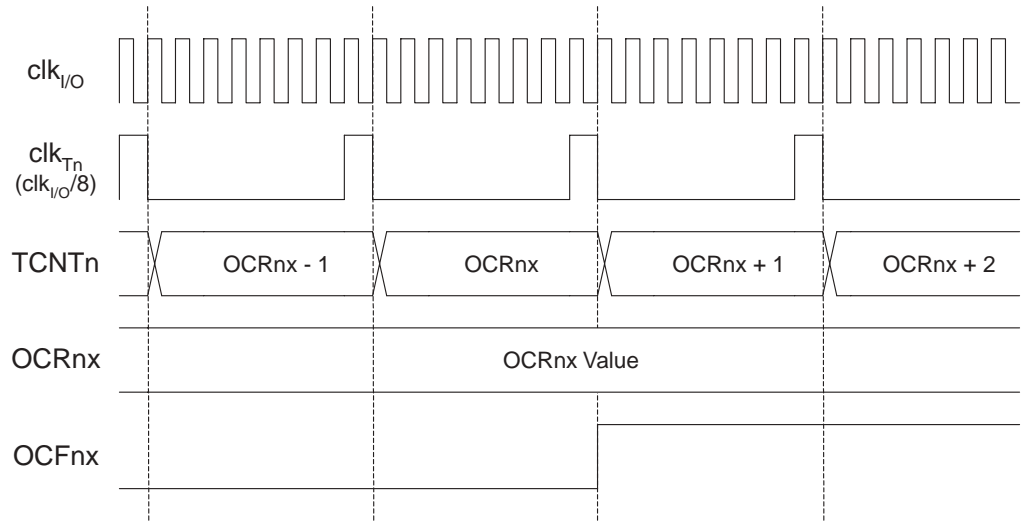 clkI/O
clkTn
(clkI/O/8)
TCNTn
OCRnx - 1
OCRnx
OCRnx + 1
OCRnx + 2
OCRnx
OCRnx Value
OCFnx